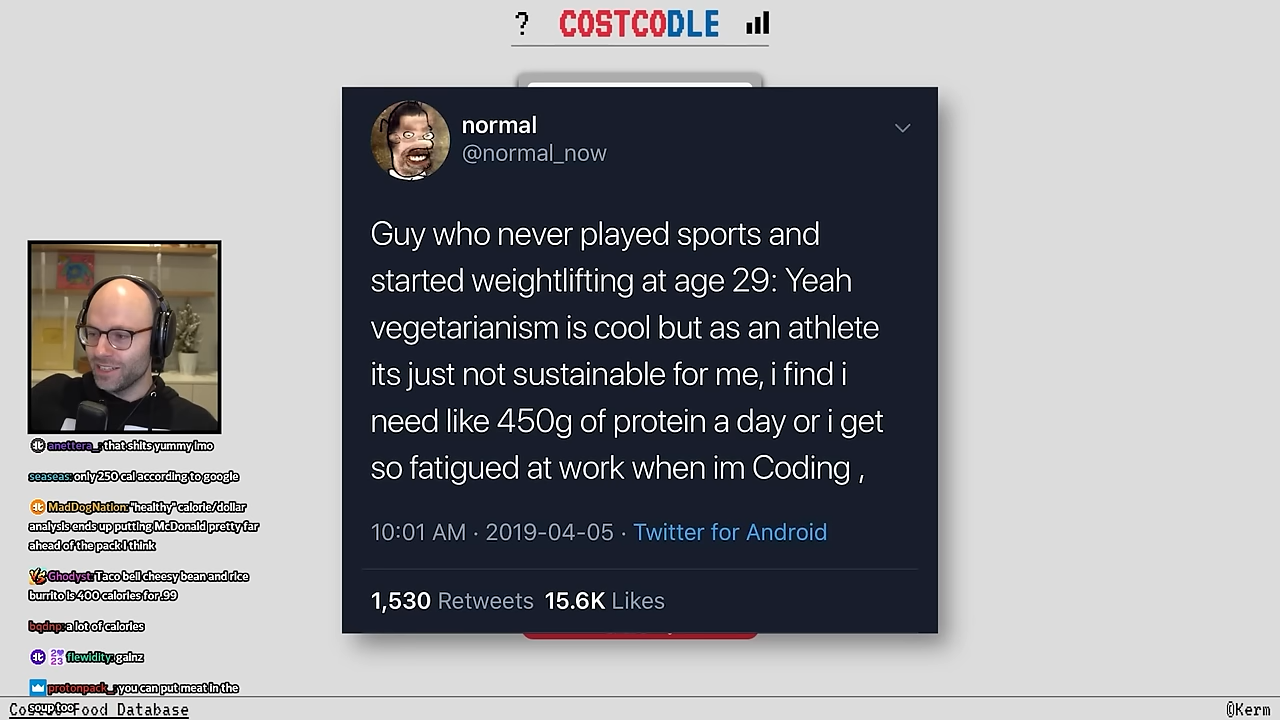 ? COSTCODLE
normal
@normal_now
Guy who never played sports and
started weightlifting at age 29: Yeah
vegetarianism is cool but as an athlete
its just not sustainable for me, i find i
need like 450g of protein a day or i get
so fatigued at work when im Coding ,
10:01 AM · 2019-04-05 · Twitter for Android
1,530 Retweets 15.6K Likes
anettera_: that shits yummy imo
seaseas: only 250 cal according to google
MadDogNation: "healthy" calorie/dollar
analysis ends up putting McDonald pretty far
ahead of the pack I think
Ghodyst: Taco bell cheesy bean and rice
burrito is 400 calories for .99
bqdnp: a lot of calories
flewidity: gainz
protonpack_: you can put meat in the
soup too
Food Database
@Kerm